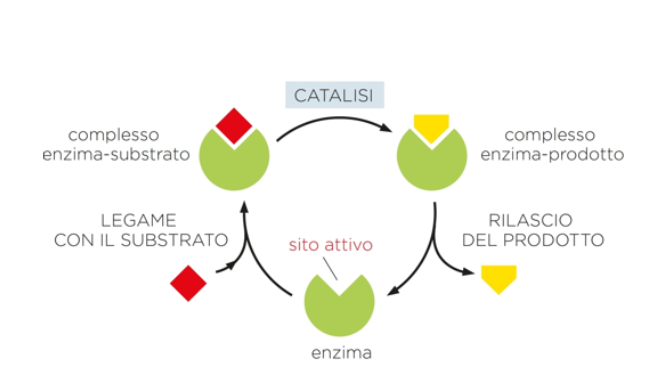 CATALISI
complesso
enzima-substrato
complesso
enzima-prodotto
LEGAME
CON IL SUBSTRATO
RILASCIO
DEL PRODOTTO
sito attivo
enzima